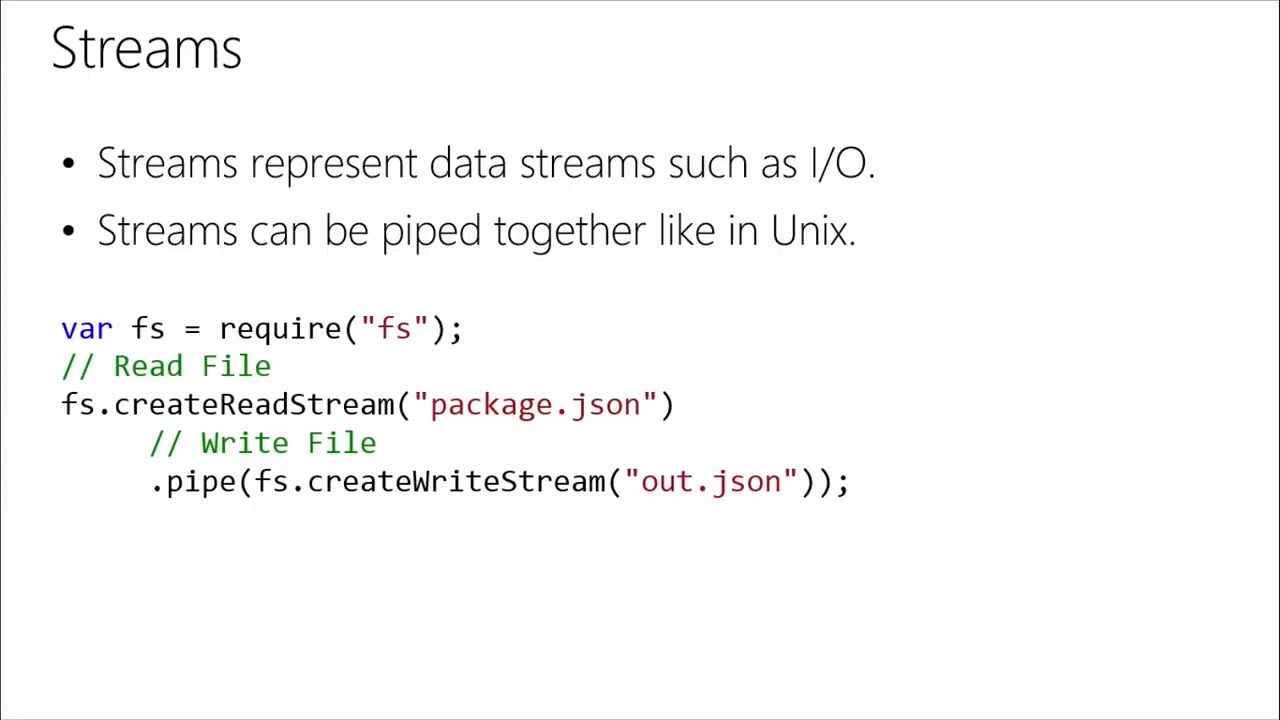 Streams
• Streams represent data streams such as I/O.
• Streams can be piped together like in Unix.
var fs = require("fs");
// Read File
fs.createReadStream("package.json")
     // Write File
     .pipe(fs.createWriteStream("out.json"));